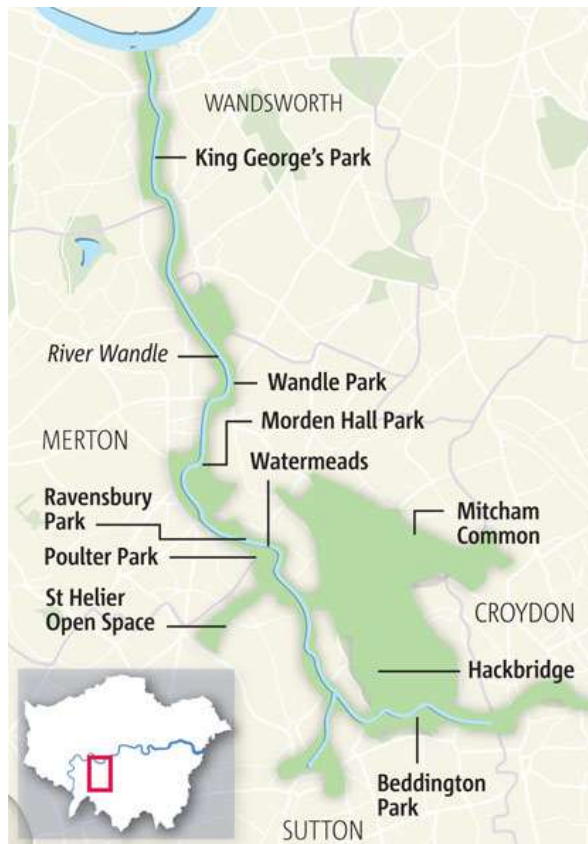 WANDSWORTH
King George's Park
River Wandle
Wandle Park
Morden Hall Park
MERTON
Watermeads
Ravensbury
Park
Mitcham
Common
Poulter Park
St Helier
Open Space
CROYDON
Hackbridge
Beddington
Park
SUTTON